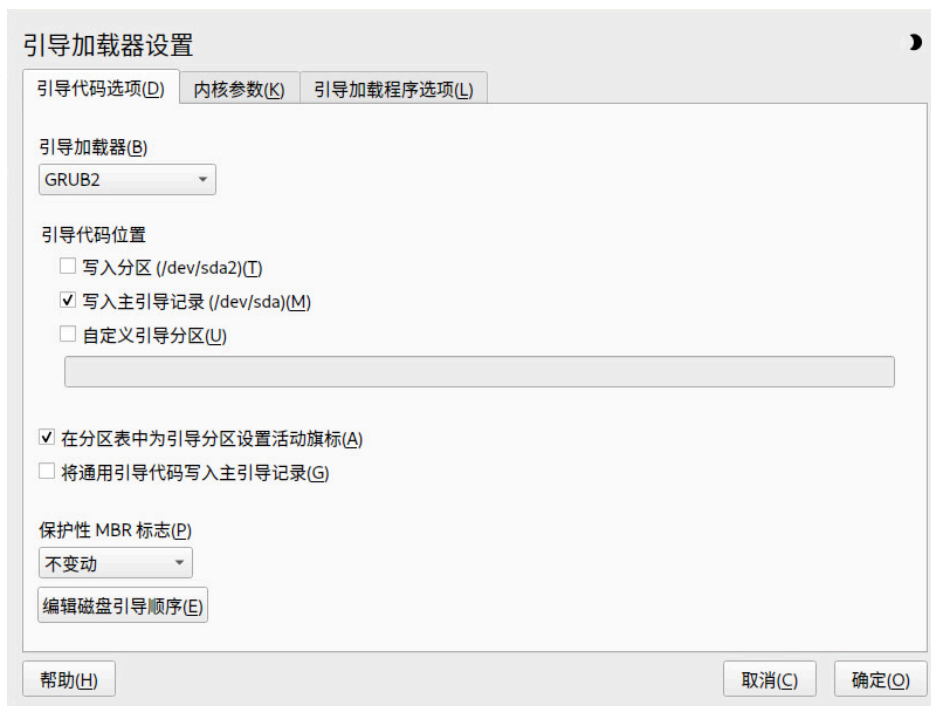 引导加载器设置
引导代码选项(D) 内核参数(K) 引导加载程序选项(L)
引导加载器(B)
GRUB2
引导代码位置
写入分区 (/dev/sda2)(T)
写入主引导记录 (/dev/sda)(M)
自定义引导分区(U)
在分区表中为引导分区设置活动旗标(A)
将通用引导代码写入主引导记录(G)
保护性 MBR 标志(P)
不变动
编辑磁盘引导顺序(E)
帮助(H) 取消(C) 确定(O)